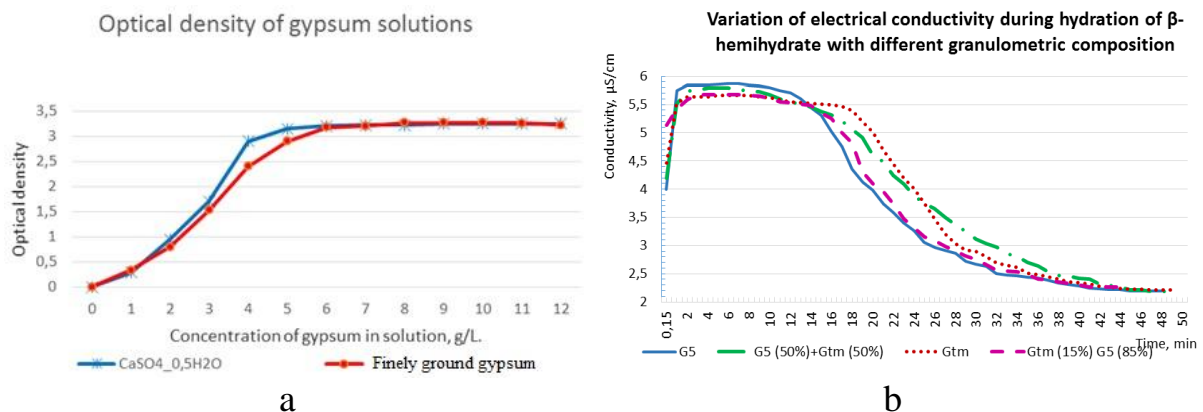 Optical density of gypsum solutions
3,5
3
2,5
2
1,5
1
0,5
0
Optical density
0 1 2 3 4 5 6 7 8 9 10 11 12
Concentration of gypsum in solution, g/L.
CaSO4_0,5H2O Finely ground gypsum
a
Variation of electrical conductivity during hydration of β-
hemihydrate with different granulometric composition
Conductivity, µS/cm
6
5,5
5
4,5
4
3,5
3
2,5
2
0,15 2 4 6 8 10 12 14 16 18 20 22 24 26 28 30 32 34 36 38 40 42 44 46 48 50
Time, min
G5 G5 (50%)+Gtm (50%) Gtm Gtm (15%) G5 (85%)
b